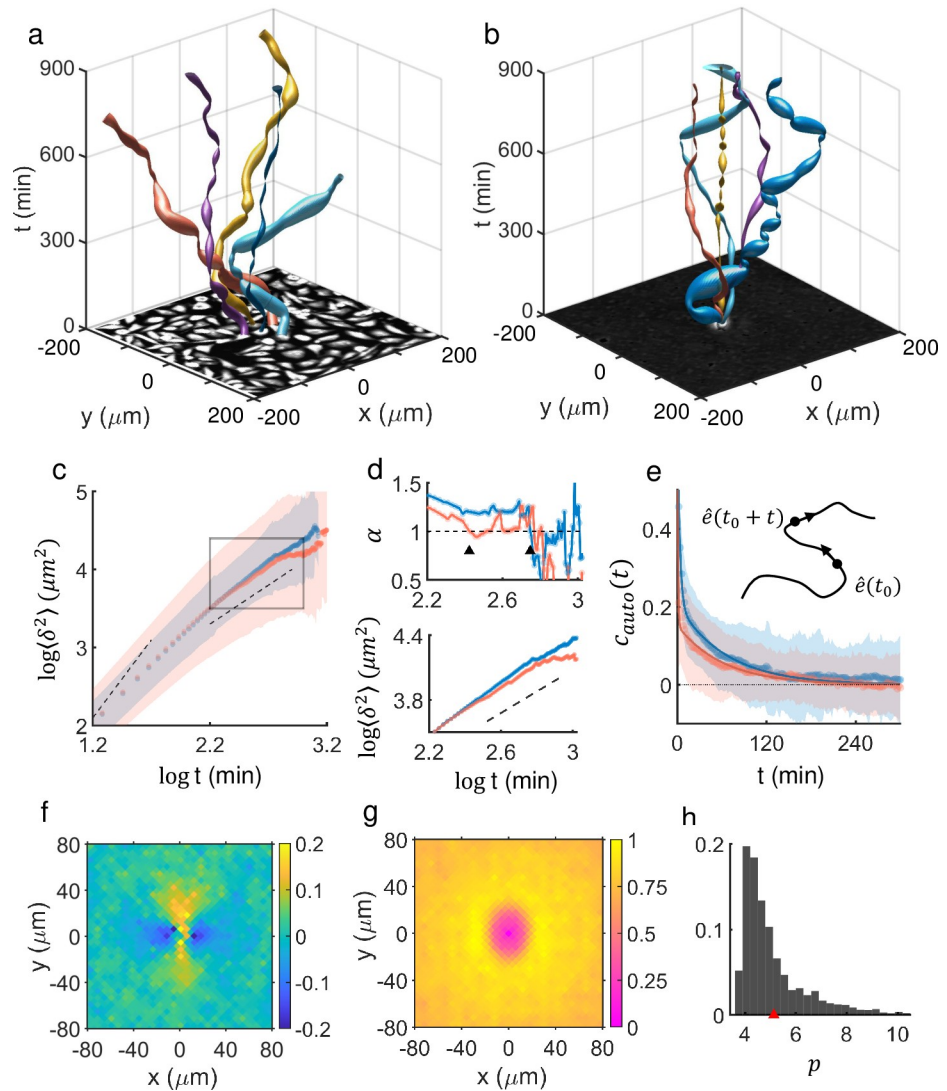 a
b
900
600
300
0
t (min)
-200
0
200
y (μm)
-200
0
200
x (μm)
900
600
300
0
t (min)
-200
0
200
y (μm)
-200
0
200
x (μm)
c
d
e
5
4
3
2
log⟨δ²⟩ (μm²)
1.2
2.2
3.2
log t (min)
1.5
1
0.5
α
2.2
2.6
3
4.4
3.8
log⟨δ²⟩ (μm²)
2.2
2.6
3
log t (min)
0.4
0.2
0
c_auto(t)
ê(t₀ + t)
ê(t₀)
0
120
240
t (min)
f
g
h
80
40
0
-40
-80
y (μm)
-80 -40 0 40 80
x (μm)
0.2
0.1
0
-0.1
-0.2
80
40
0
-40
-80
y (μm)
-80 -40 0 40 80
x (μm)
1
0.75
0.5
0.25
0
0.2
0.1
0
4 6 8 10
p